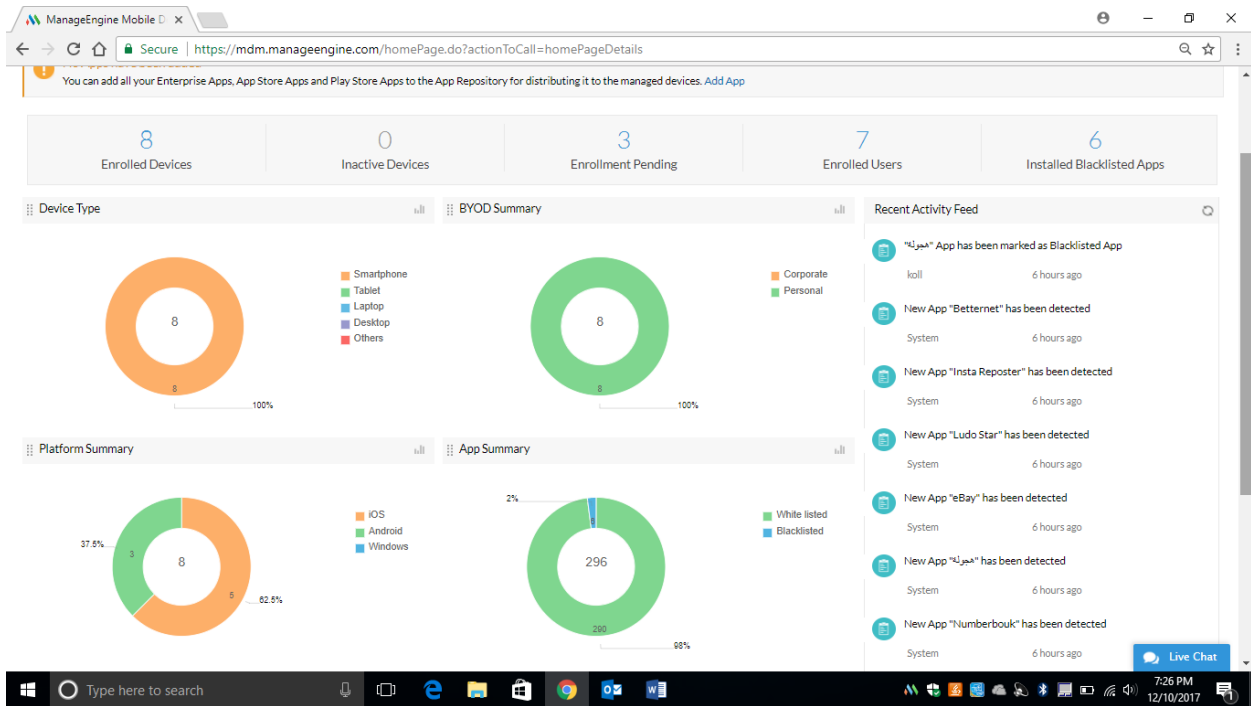 ManageEngine Mobile D
Secure | https://mdm.manageengine.com/homePage.do?actionToCall=homePageDetails
You can add all your Enterprise Apps, App Store Apps and Play Store Apps to the App Repository for distributing it to the managed devices. Add App
8
Enrolled Devices
0
Inactive Devices
3
Enrollment Pending
7
Enrolled Users
6
Installed Blacklisted Apps
Device Type
8
8
100%
Smartphone
Tablet
Laptop
Desktop
Others
BYOD Summary
8
8
100%
Corporate
Personal
Platform Summary
37.5%
3
8
5
62.5%
iOS
Android
Windows
App Summary
2%
6
296
290
98%
White listed
Blacklisted
Recent Activity Feed
"هجولة" App has been marked as Blacklisted App
koll 6 hours ago
New App "Betternet" has been detected
System 6 hours ago
New App "Insta Reposter" has been detected
System 6 hours ago
New App "Ludo Star" has been detected
System 6 hours ago
New App "eBay" has been detected
System 6 hours ago
New App "هجولة" has been detected
System 6 hours ago
New App "Numberbouk" has been detected
System 6 hours ago
Live Chat
Type here to search
7:26 PM
12/10/2017